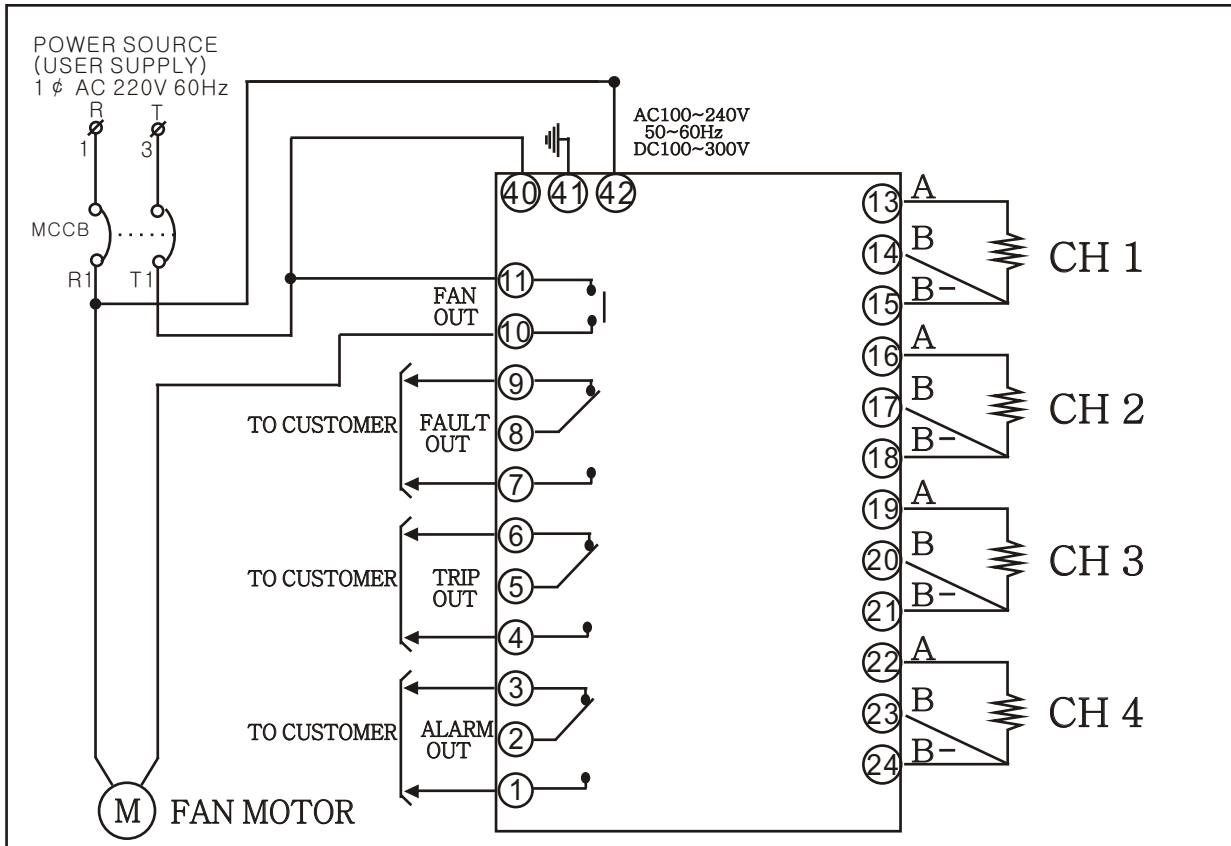 POWER SOURCE
(USER SUPPLY)
1 ¢ AC 220V 60Hz
R T
1 3
MCCB
R1 T1
AC100~240V
50~60Hz
DC100~300V
40 41 42
11
FAN
OUT
10
9
TO CUSTOMER FAULT
OUT
8
7
6
TO CUSTOMER TRIP
OUT
5
4
3
TO CUSTOMER ALARM
OUT
2
1
M FAN MOTOR
13 A
14 B
CH 1
15 B-
16 A
17 B
CH 2
18 B-
19 A
20 B
CH 3
21 B-
22 A
23 B
CH 4
24 B-